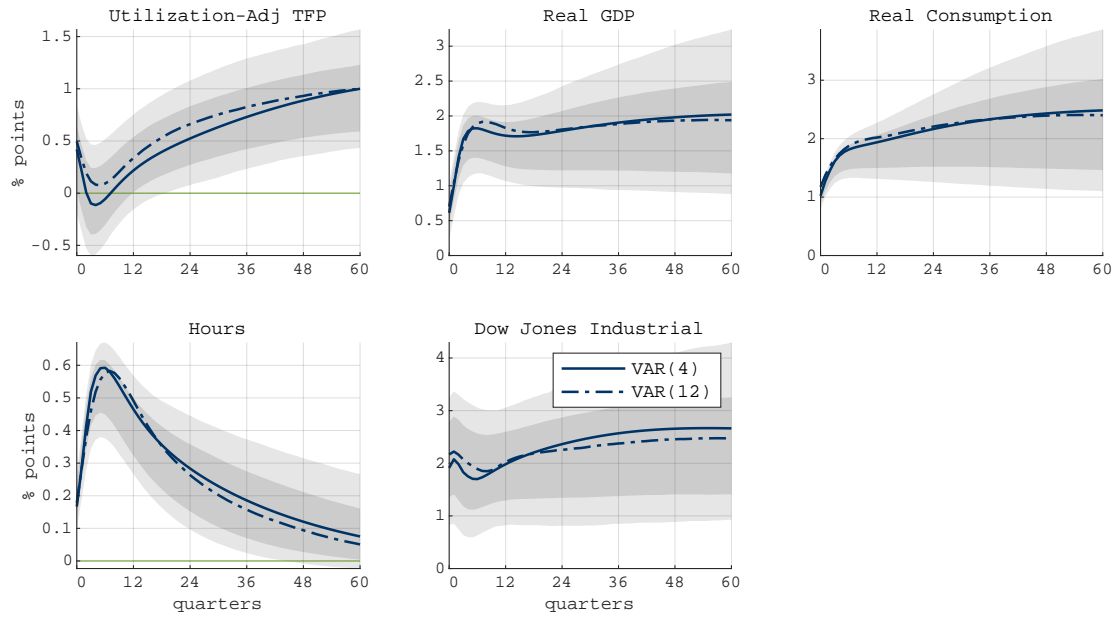 Utilization-Adj TFP
% points
1.5
1
0.5
0
-0.5
0 12 24 36 48 60
Real GDP
3
2.5
2
1.5
1
0.5
0
0 12 24 36 48 60
Real Consumption
3
2
1
0
0 12 24 36 48 60
Hours
% points
0.6
0.5
0.4
0.3
0.2
0.1
0
0 12 24 36 48 60
quarters
Dow Jones Industrial
VAR(4)
VAR(12)
4
3
2
1
0
0 12 24 36 48 60
quarters